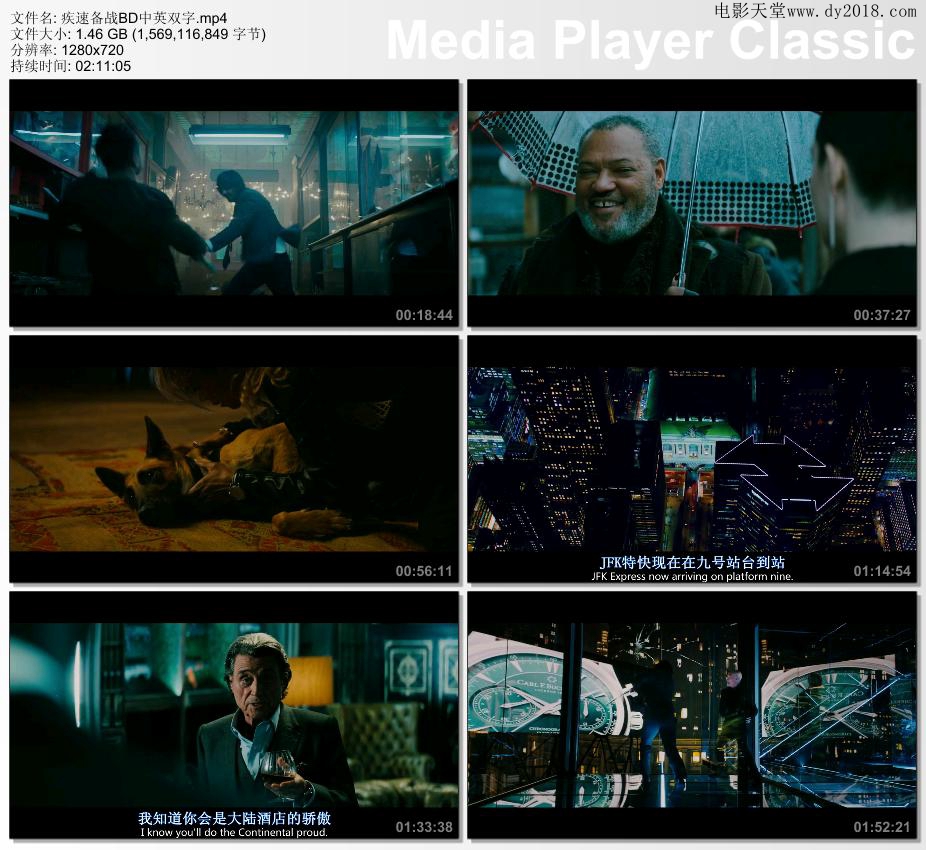 电影天堂www.dy2018.com
文件名: 疾速备战BD中英双字.mp4
文件大小: 1.46 GB (1,569,116,849 字节)
分辨率: 1280x720
持续时间: 02:11:05
Media Player Classic
00:18:44
00:37:27
00:56:11
JFK特快现在在九号站台到站
JFK Express now arriving on platform nine.
01:14:54
我知道你会是大陆酒店的骄傲
I know you'll do the Continental proud.
01:33:38
CARL F. BUCHERER
01:52:21